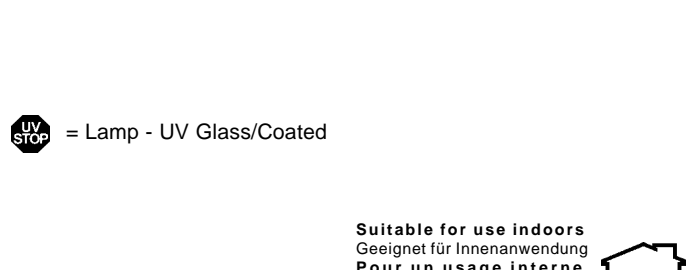 UV
STOP
= Lamp - UV Glass/Coated
Suitable for use indoors
Geeignet für Innenanwendung
Pour un usage interne